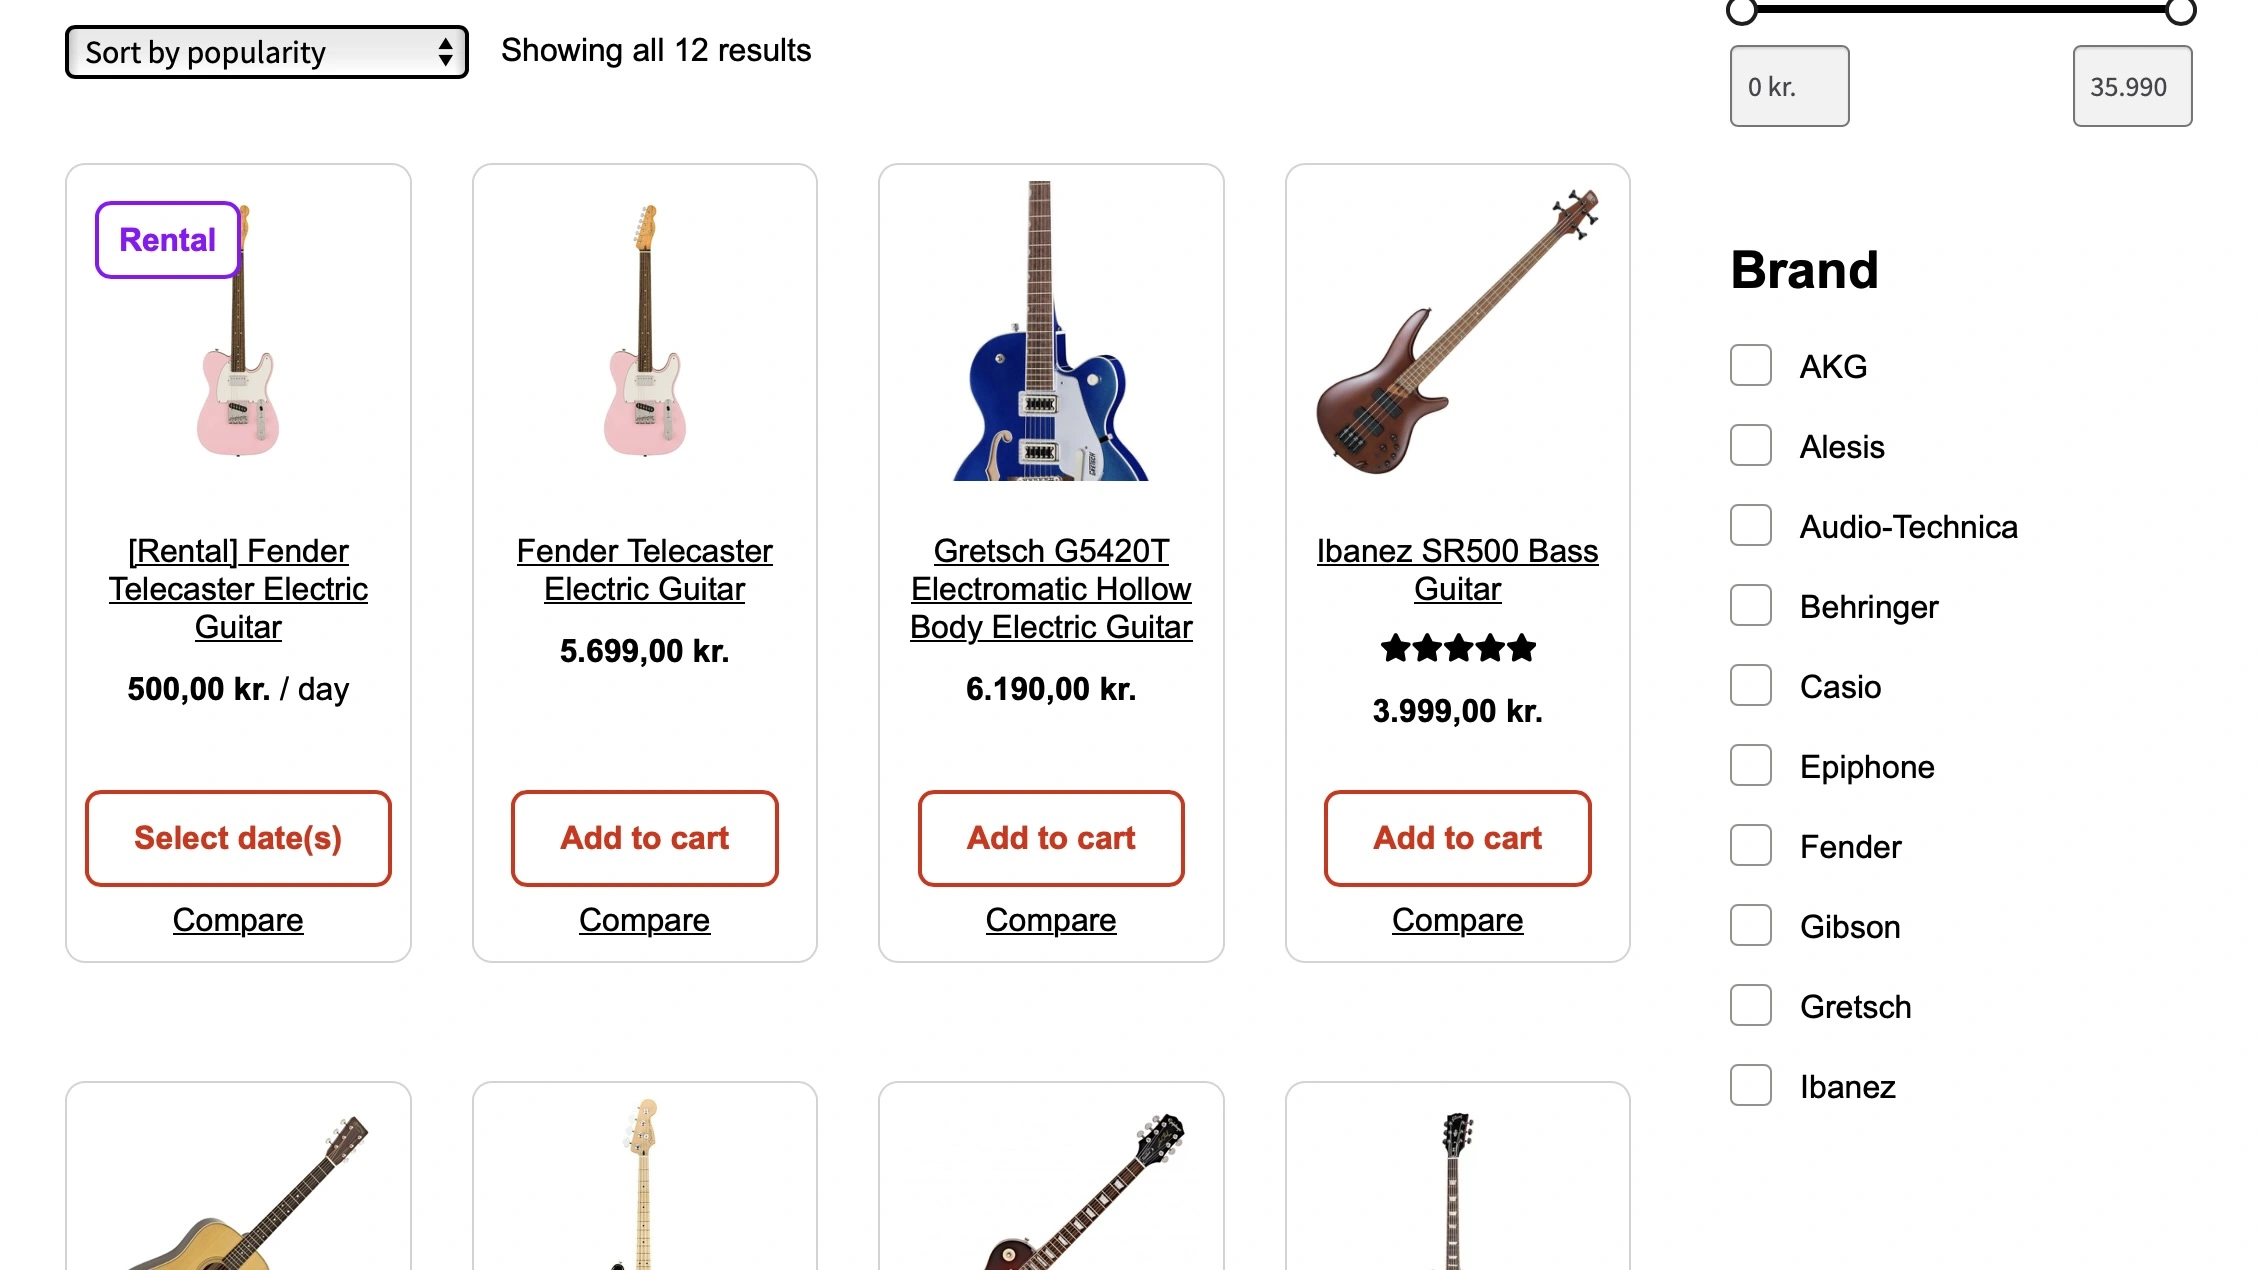 Sort by popularity
Showing all 12 results
0 kr.
35.990
Rental
[Rental] Fender
Telecaster Electric
Guitar
500,00 kr. / day
Select date(s)
Compare
Fender Telecaster
Electric Guitar
5.699,00 kr.
Add to cart
Compare
Gretsch G5420T
Electromatic Hollow
Body Electric Guitar
6.190,00 kr.
Add to cart
Compare
Ibanez SR500 Bass
Guitar
3.999,00 kr.
Add to cart
Compare
Brand
AKG
Alesis
Audio-Technica
Behringer
Casio
Epiphone
Fender
Gibson
Gretsch
Ibanez